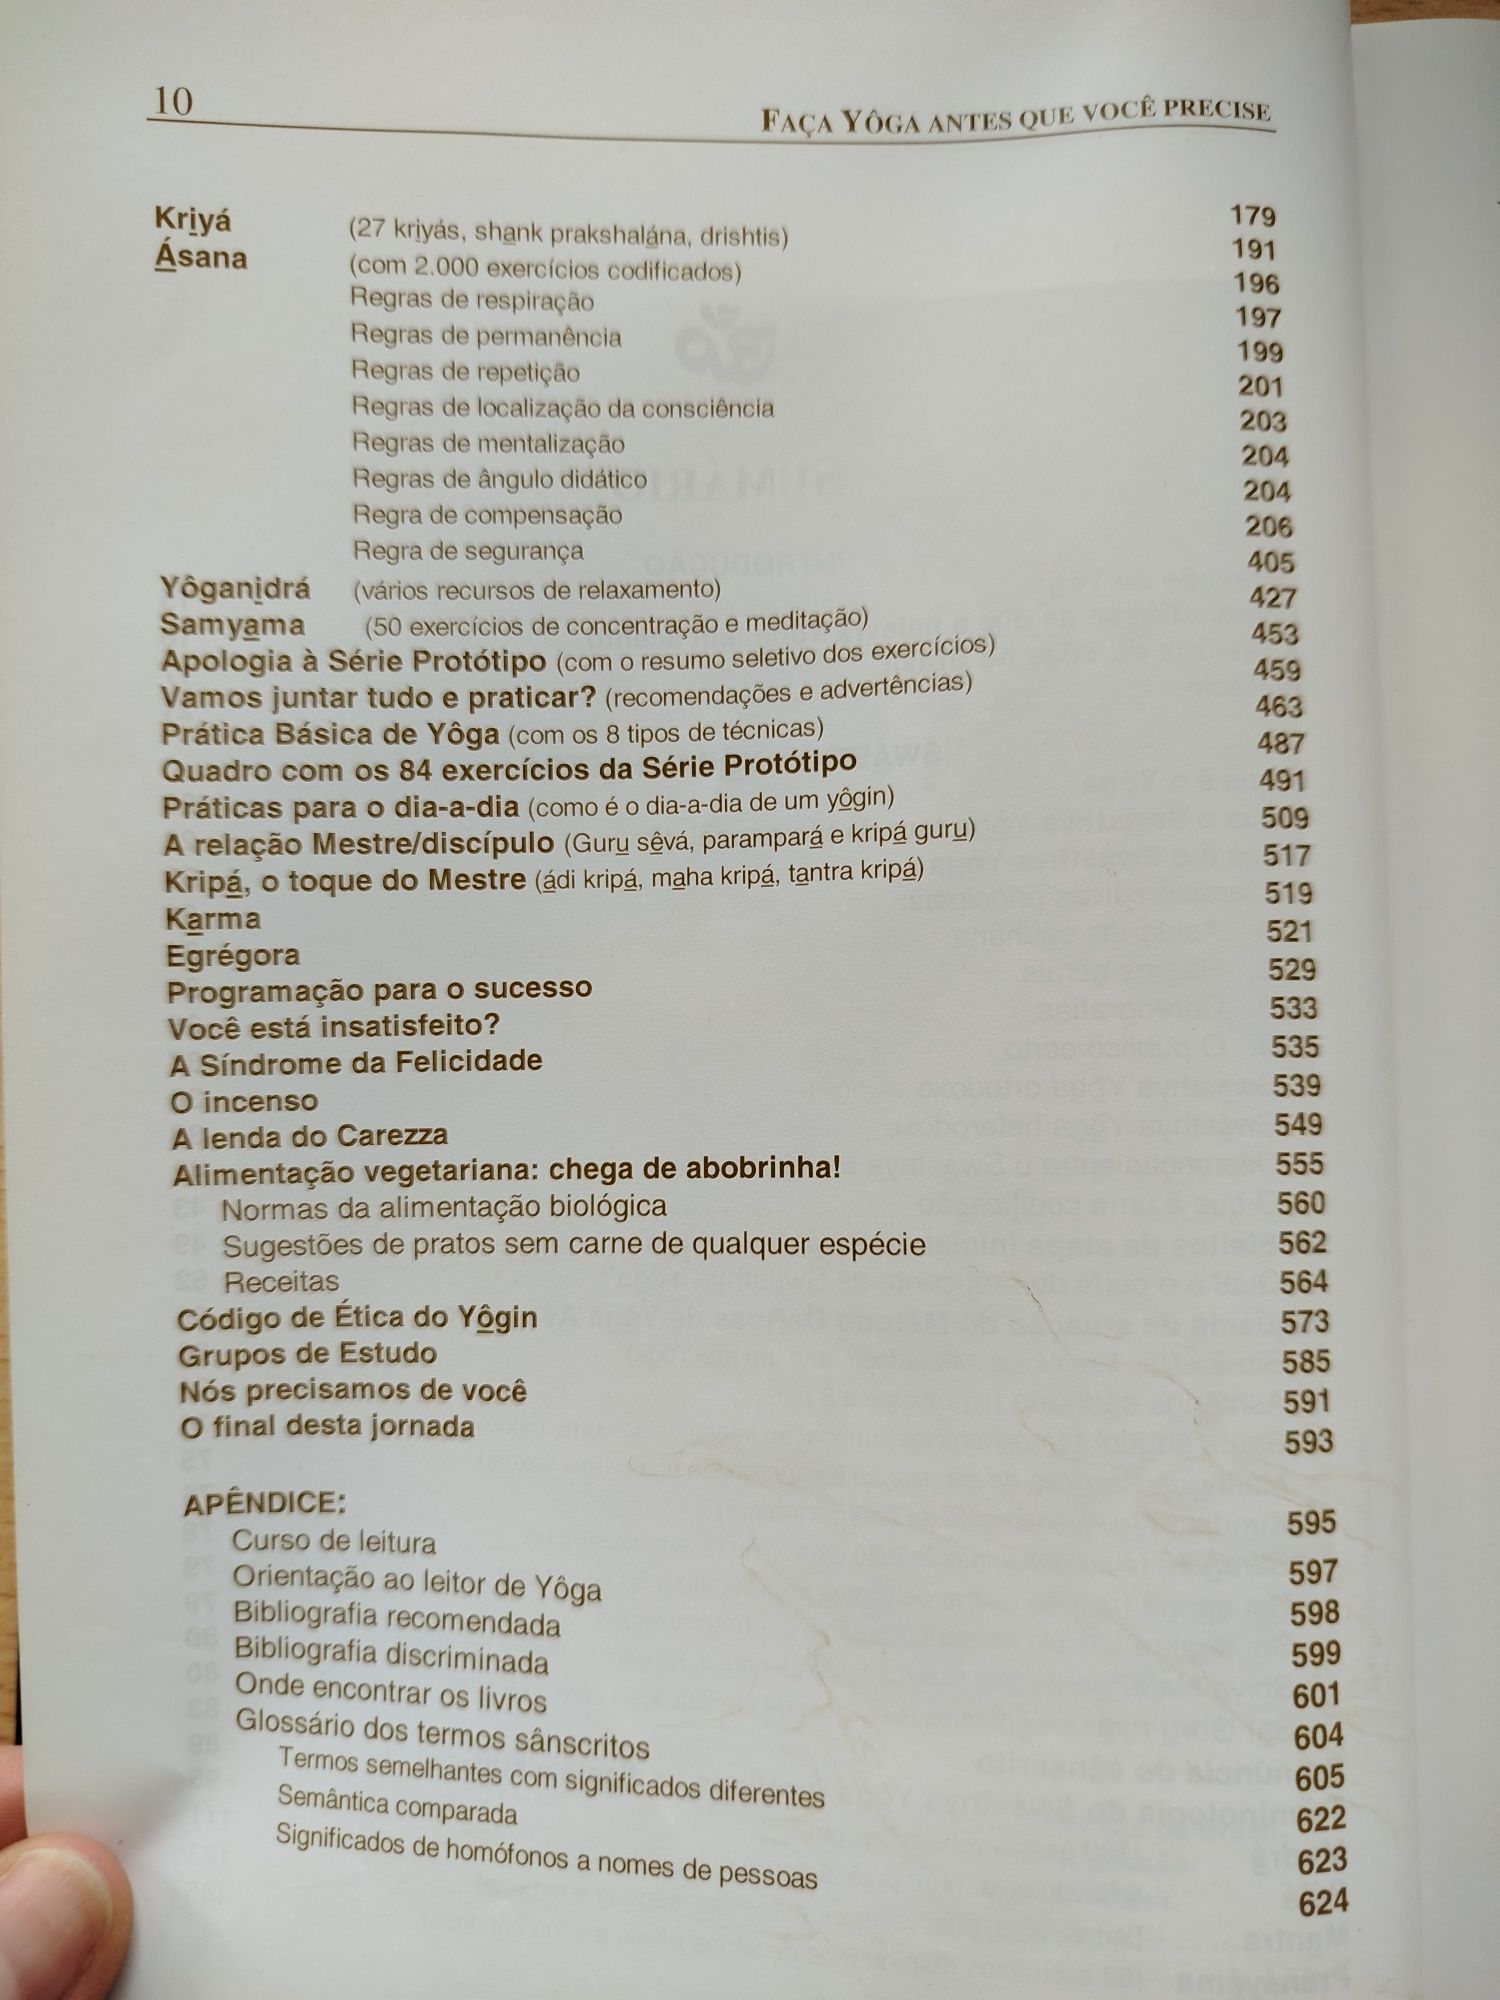 10 FAÇA YÔGA ANTES QUE VOCÊ PRECISE
Kriyá (27 kriyás, shank prakshalána, drishtis) 179
Ásana (com 2.000 exercícios codificados) 191
Regras de respiração 196
Regras de permanência 197
Regras de repetição 199
Regras de localização da consciência 201
Regras de mentalização 203
Regras de ângulo didático 204
Regra de compensação 204
Regra de segurança 206
Yôganidrá (vários recursos de relaxamento) 405
Samyama (50 exercícios de concentração e meditação) 427
Apologia à Série Protótipo (com o resumo seletivo dos exercícios) 453
Vamos juntar tudo e praticar? (recomendações e advertências) 459
Prática Básica de Yôga (com os 8 tipos de técnicas) 463
Quadro com os 84 exercícios da Série Protótipo 487
Práticas para o dia-a-dia (como é o dia-a-dia de um yôgin) 491
A relação Mestre/discípulo (Guru sêvá, parampará e kripá guru) 509
Kripá, o toque do Mestre (ádi kripá, maha kripá, tantra kripá) 517
Karma 519
Egrégora 521
Programação para o sucesso 529
Você está insatisfeito? 533
A Síndrome da Felicidade 535
O incenso 539
A lenda do Carezza 549
Alimentação vegetariana: chega de abobrinha! 555
Normas da alimentação biológica 560
Sugestões de pratos sem carne de qualquer espécie 562
Receitas 564
Código de Ética do Yôgin 573
Grupos de Estudo 585
Nós precisamos de você 591
O final desta jornada 593
APÊNDICE: 595
Curso de leitura 597
Orientação ao leitor de Yôga 598
Bibliografia recomendada 599
Bibliografia discriminada 601
Onde encontrar os livros 604
Glossário dos termos sânscritos 605
Termos semelhantes com significados diferentes 622
Semântica comparada 623
Significados de homófonos a nomes de pessoas 624